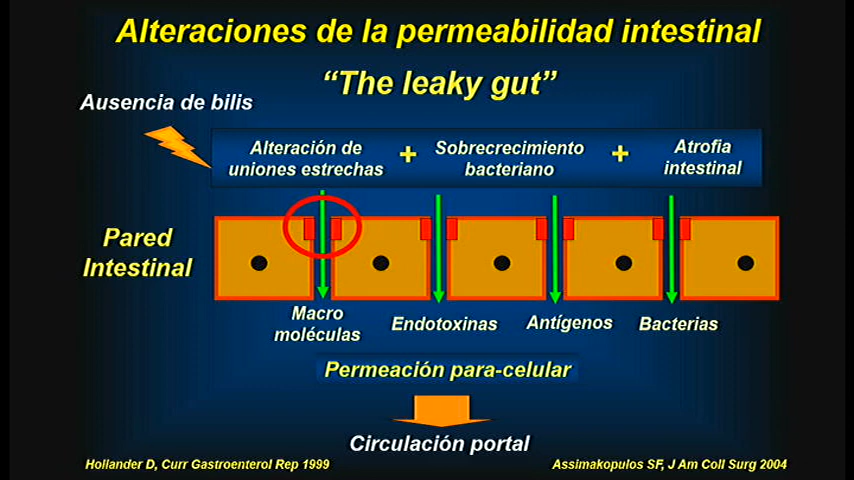 Alteraciones de la permeabilidad intestinal
“The leaky gut”
Ausencia de bilis
Alteración de
uniones estrechas
+
Sobrecrecimiento
bacteriano
+
Atrofia
intestinal
Pared
Intestinal
Macro
moléculas
Endotoxinas
Antígenos
Bacterias
Permeación para-celular
Circulación portal
Hollander D, Curr Gastroenterol Rep 1999
Assimakopulos SF, J Am Coll Surg 2004